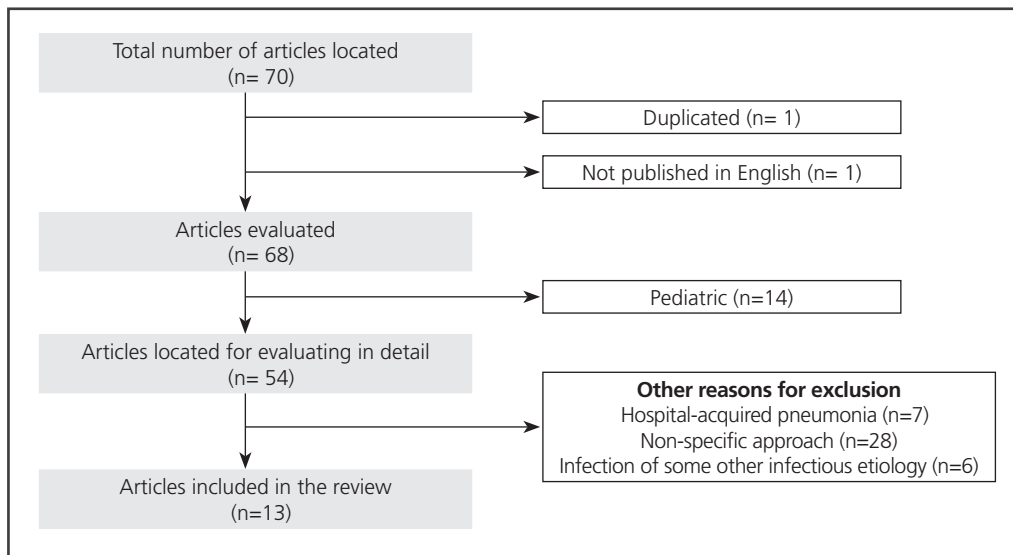 Total number of articles located
(n= 70)
Duplicated (n= 1)
Not published in English (n= 1)
Articles evaluated
(n= 68)
Pediatric (n=14)
Articles located for evaluating in detail
(n= 54)
Other reasons for exclusion
Hospital-acquired pneumonia (n=7)
Non-specific approach (n=28)
Infection of some other infectious etiology (n=6)
Articles included in the review
(n=13)